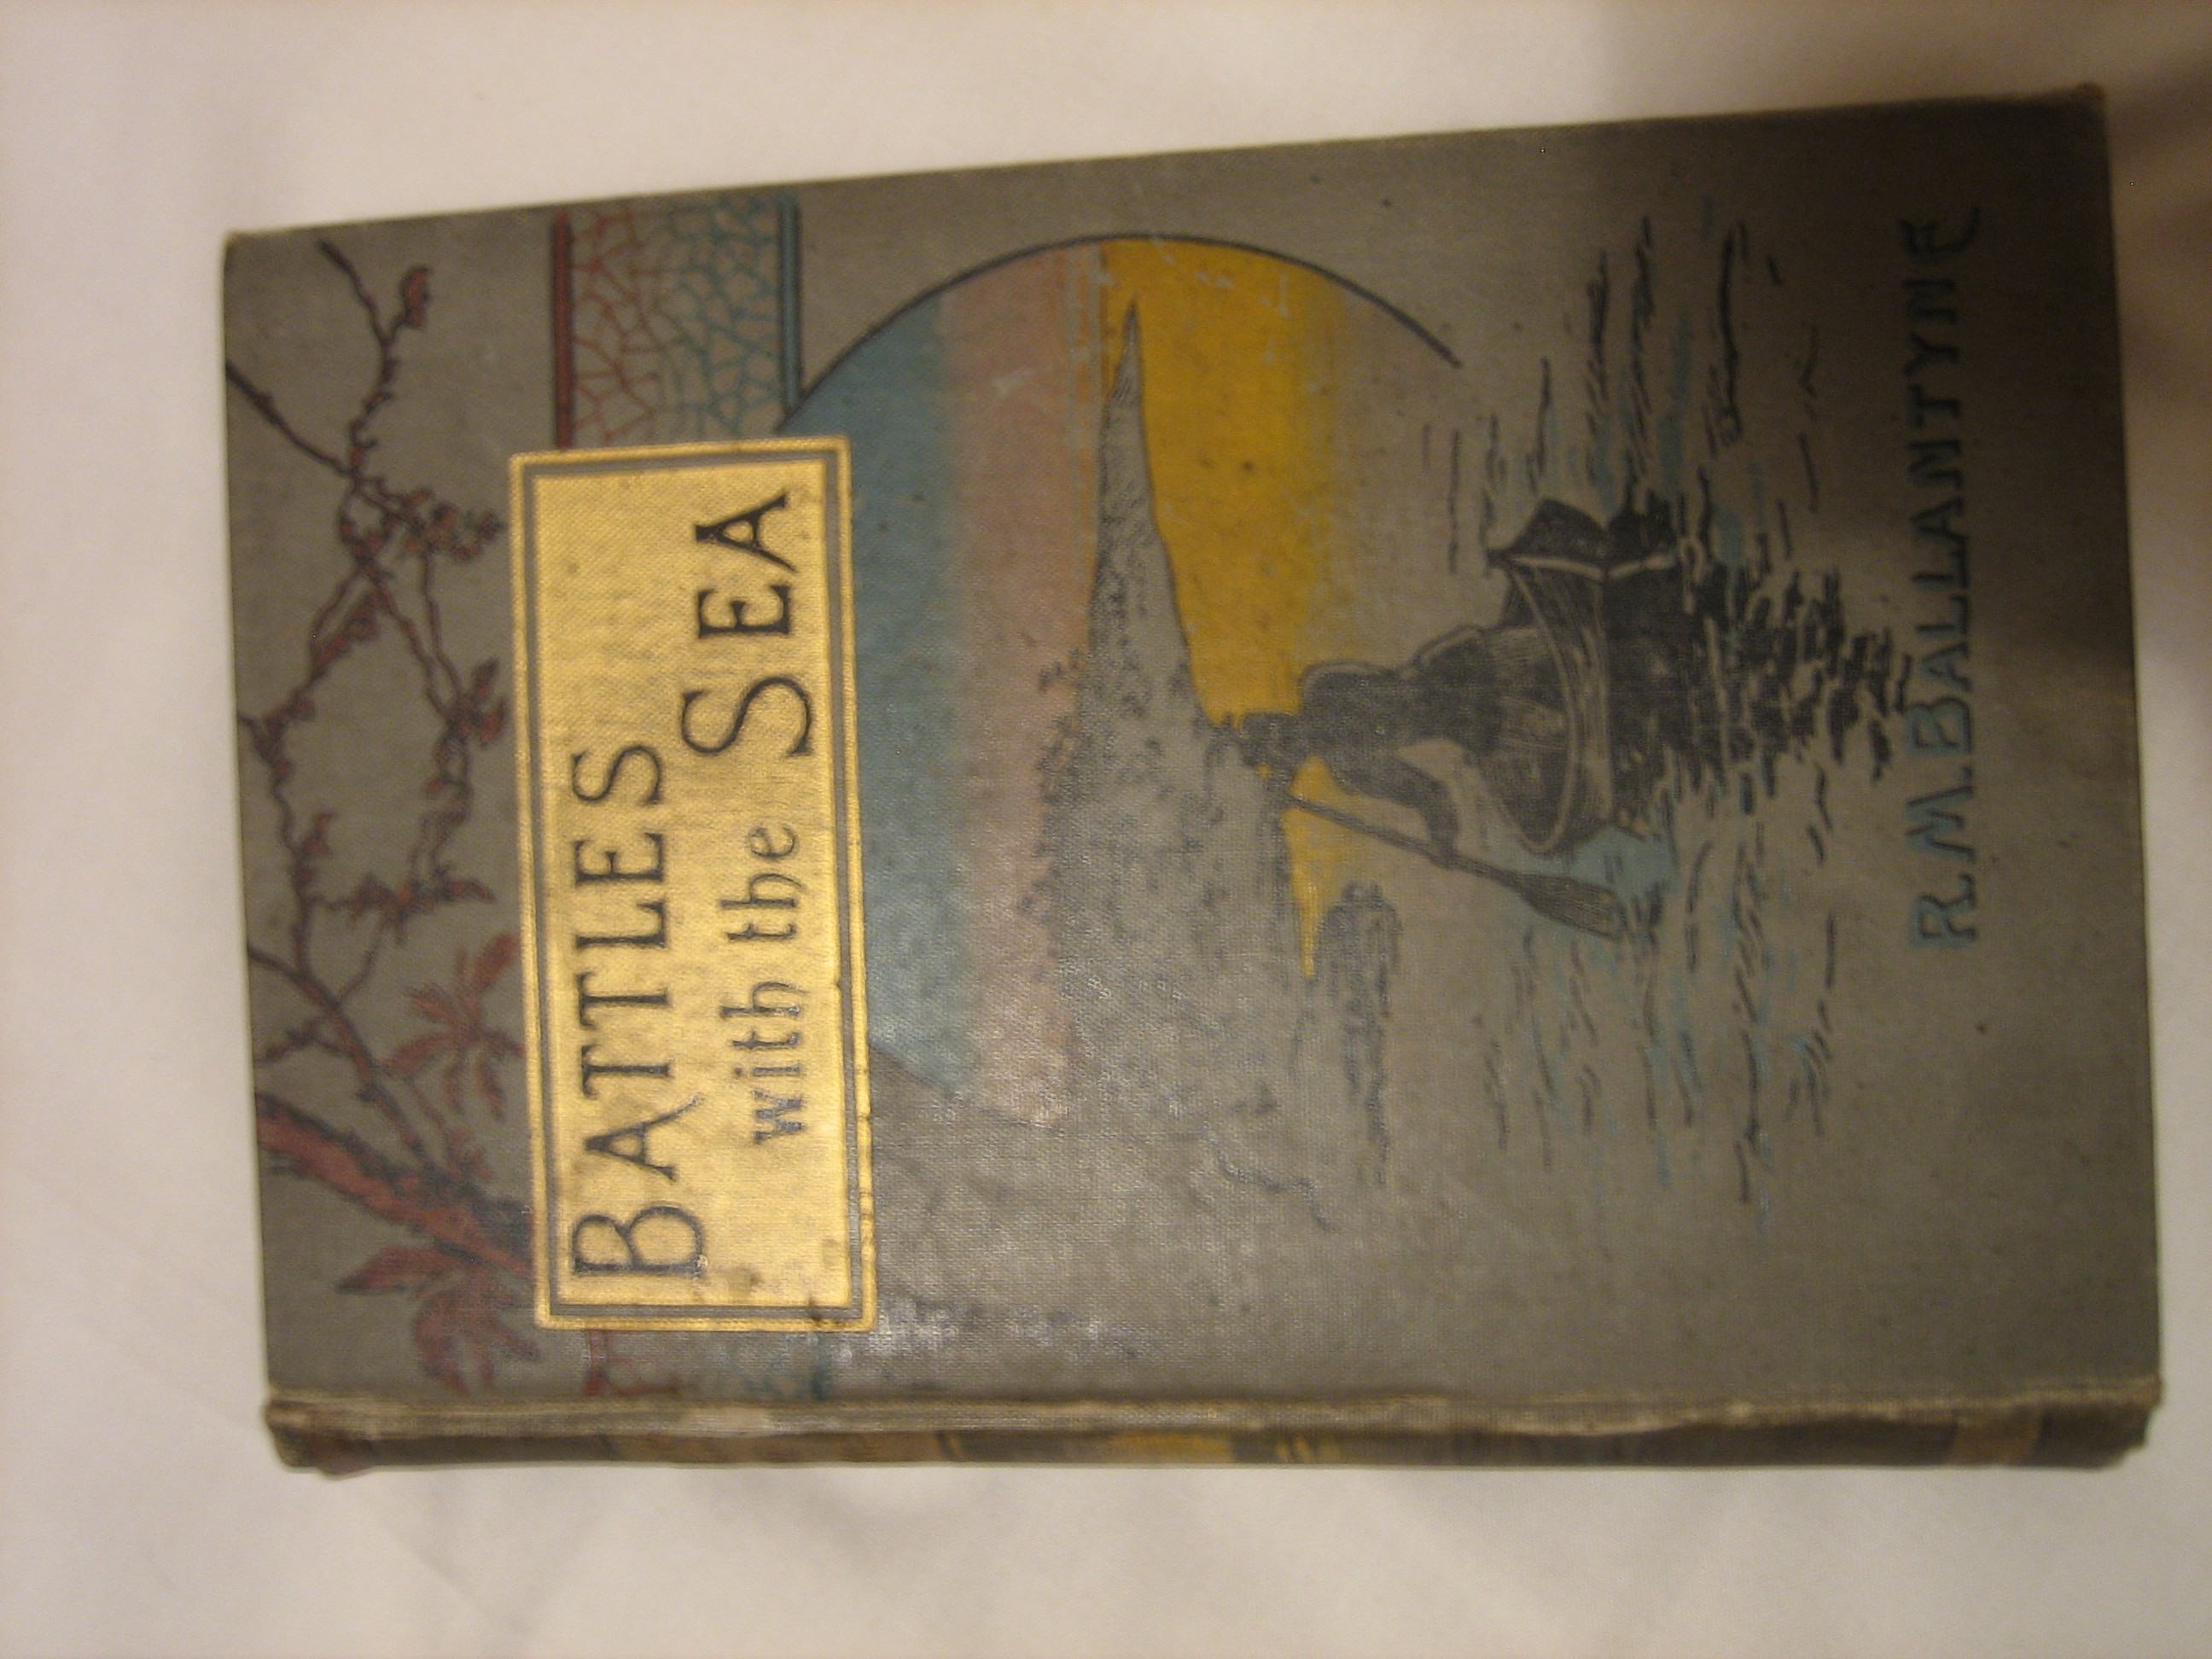 BATTLES
with the SEA
R.M. BALLANTYNE